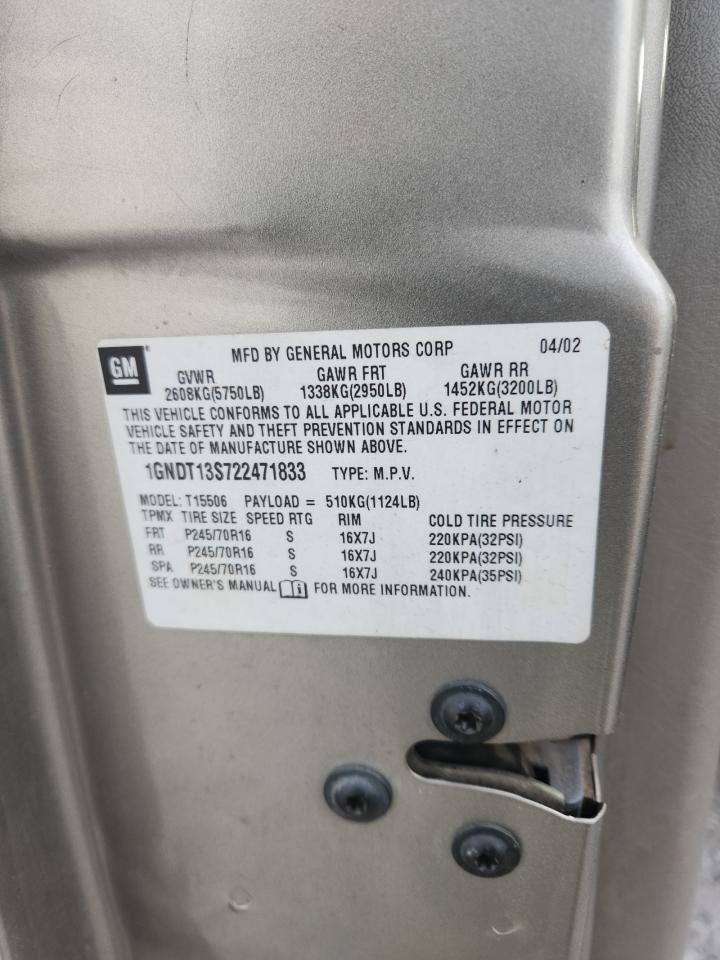 GM MFD BY GENERAL MOTORS CORP 04/02
GVWR GAWR FRT GAWR RR
2608KG(5750LB) 1338KG(2950LB) 1452KG(3200LB)
THIS VEHICLE CONFORMS TO ALL APPLICABLE U.S. FEDERAL MOTOR
VEHICLE SAFETY AND THEFT PREVENTION STANDARDS IN EFFECT ON
THE DATE OF MANUFACTURE SHOWN ABOVE.
1GNDT13S722471833 TYPE: M.P.V.
MODEL: T15506 PAYLOAD = 510KG(1124LB)
TPMX TIRE SIZE SPEED RTG RIM COLD TIRE PRESSURE
FRT P245/70R16 S 16X7J 220KPA(32PSI)
RR P245/70R16 S 16X7J 220KPA(32PSI)
SPA P245/70R16 S 16X7J 240KPA(35PSI)
SEE OWNER'S MANUAL i FOR MORE INFORMATION.